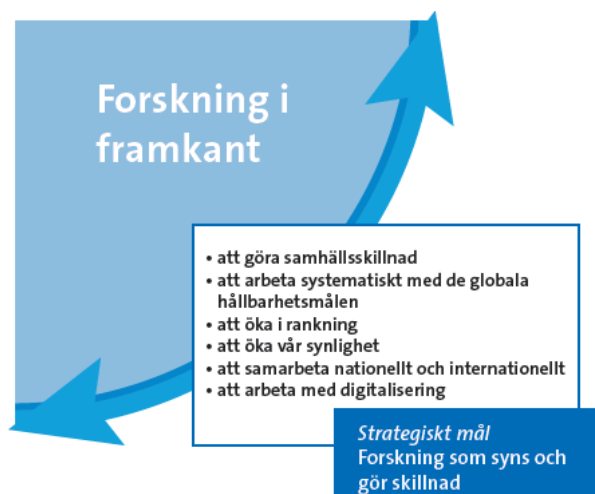 Forskning i
framkant
• att göra samhällsskillnad
• att arbeta systematiskt med de globala
hållbarhetsmålen
• att öka i rankning
• att öka vår synlighet
• att samarbeta nationellt och internationellt
• att arbeta med digitalisering
Strategiskt mål
Forskning som syns och
gör skillnad